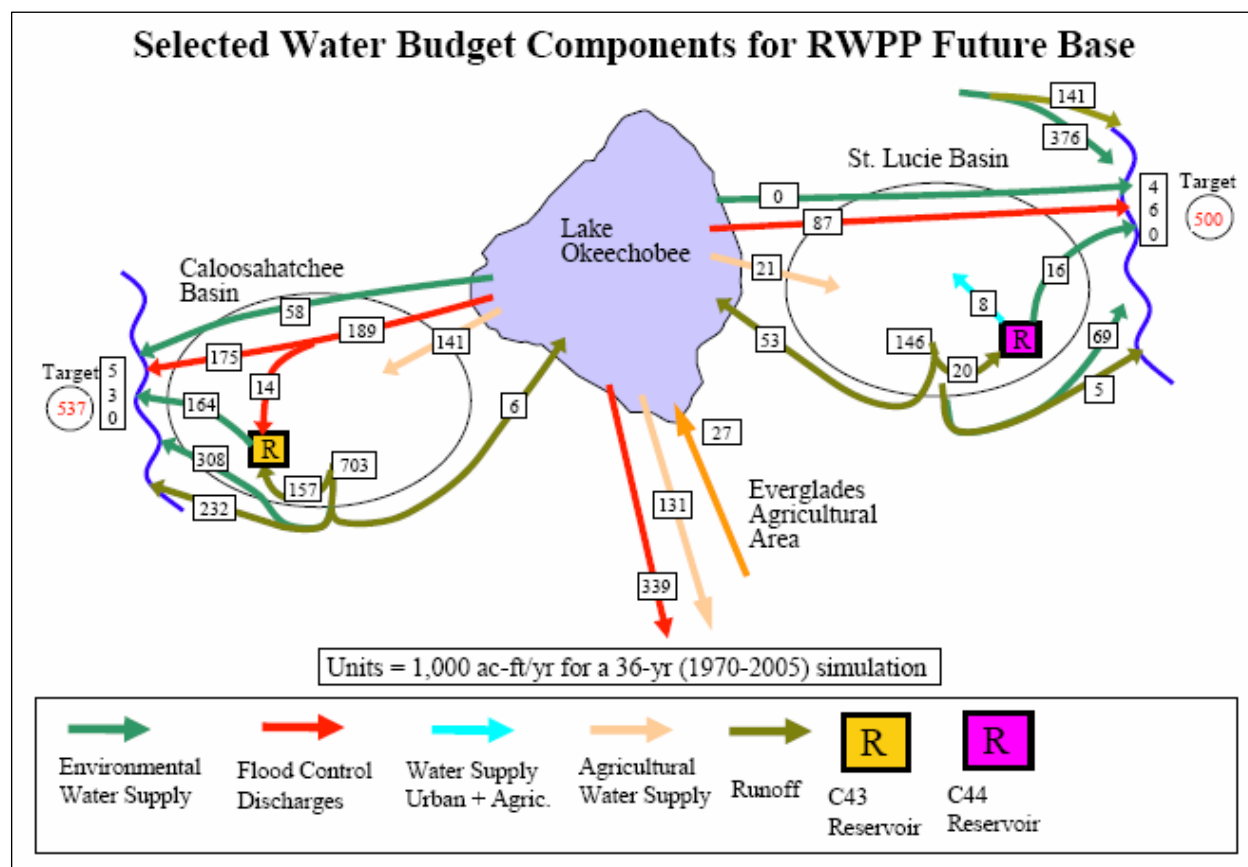 Selected Water Budget Components for RWPP Future Base
141
376
St. Lucie Basin
0
87
4
6
0
Target
500
Lake
Okeechobee
21
16
8
R
69
5
53
146
20
Caloosahatchee
Basin
58
189
175
141
14
Target
537
5
3
0
164
R
6
308
703
157
232
27
131
339
Everglades
Agricultural
Area
Units = 1,000 ac-ft/yr for a 36-yr (1970-2005) simulation
Environmental
Water Supply
Flood Control
Discharges
Water Supply
Urban + Agric.
Agricultural
Water Supply
Runoff
R
C43
Reservoir
R
C44
Reservoir